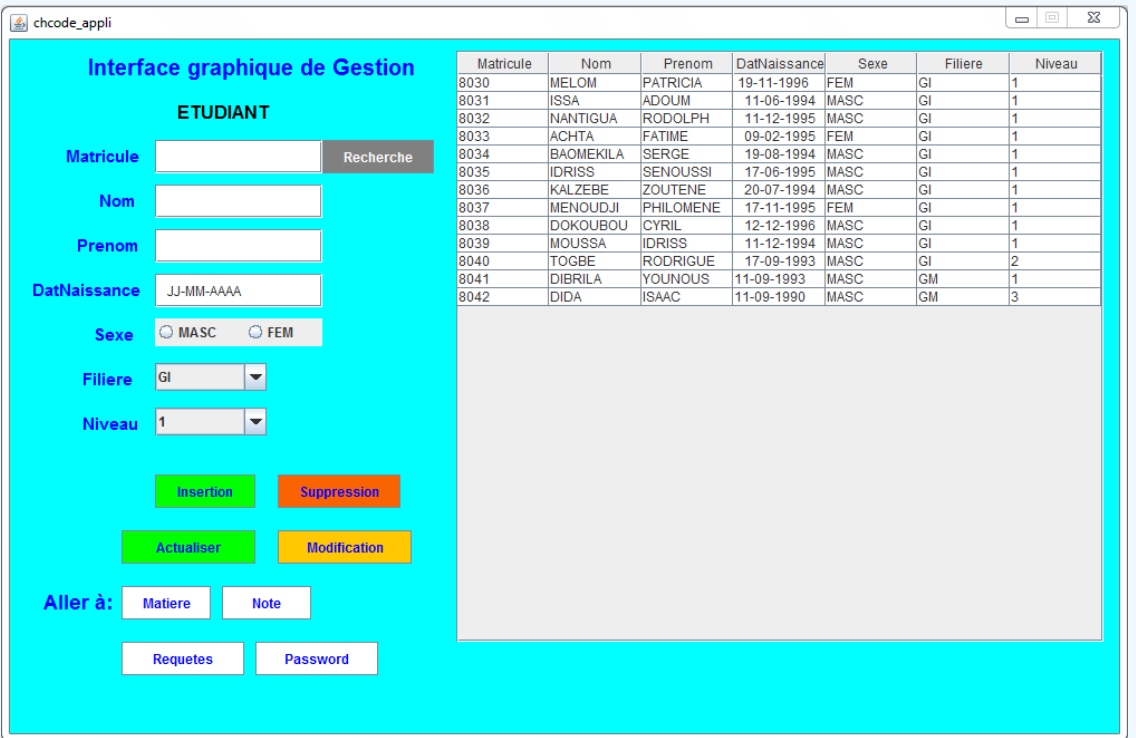 chcode_appli
Interface graphique de Gestion
ETUDIANT
Matricule Recherche
Nom
Prenom
DatNaissance JJ-MM-AAAA
Sexe MASC FEM
Filiere GI
Niveau 1
Insertion Suppression
Actualiser Modification
Aller à: Matiere Note
Requetes Password
Matricule Nom Prenom DatNaissance Sexe Filiere Niveau
8030 MELOM PATRICIA 19-11-1996 FEM GI 1
8031 ISSA ADOUM 11-06-1994 MASC GI 1
8032 NANTIGUA RODOLPH 11-12-1995 MASC GI 1
8033 ACHTA FATIME 09-02-1995 FEM GI 1
8034 BAOMEKILA SERGE 19-08-1994 MASC GI 1
8035 IDRISS SENOUSSI 17-06-1995 MASC GI 1
8036 KALZEBE ZOUTENE 20-07-1994 MASC GI 1
8037 MENOUDJI PHILOMENE 17-11-1995 FEM GI 1
8038 DOKOUBOU CYRIL 12-12-1996 MASC GI 1
8039 MOUSSA IDRISS 11-12-1994 MASC GI 1
8040 TOGBE RODRIGUE 17-09-1993 MASC GI 2
8041 DIBRILA YOUNOUS 11-09-1993 MASC GM 1
8042 DIDA ISAAC 11-09-1990 MASC GM 3